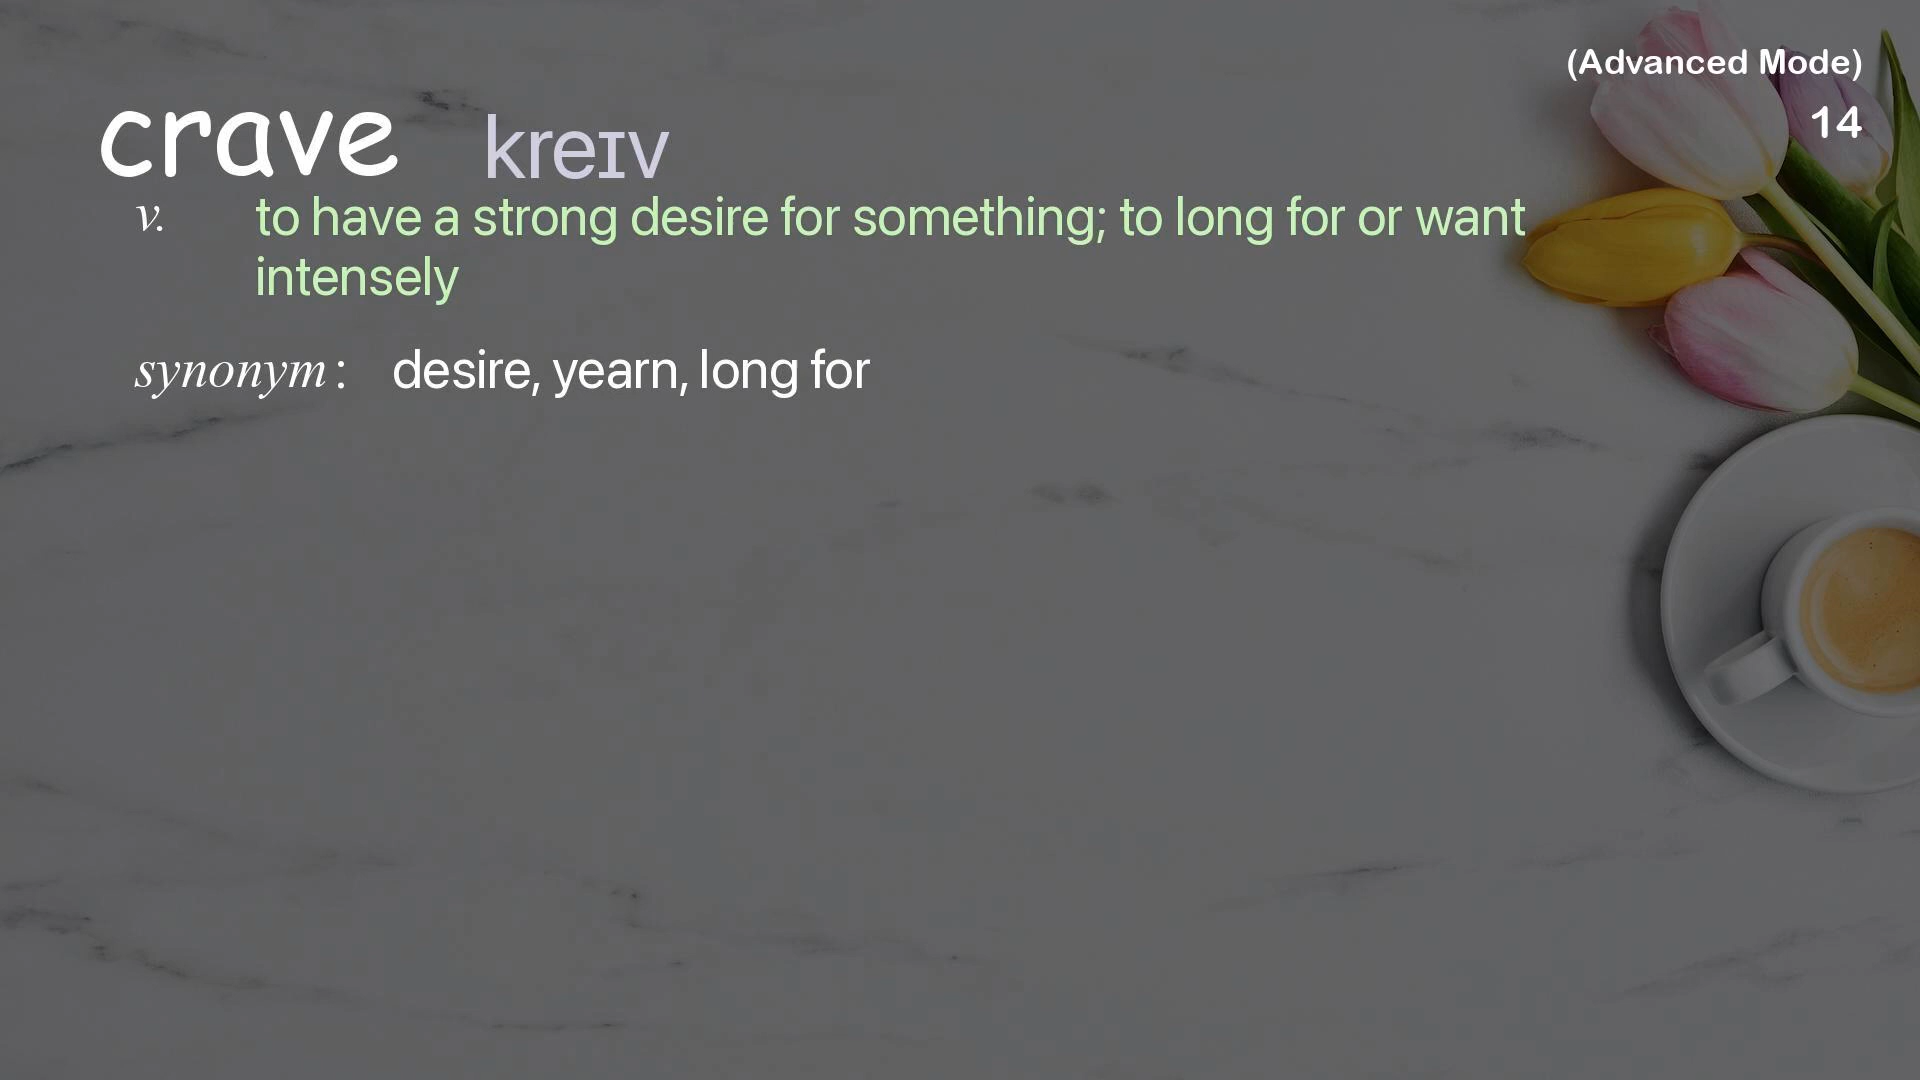 (Advanced Mode)
14
crave kreɪv
v. to have a strong desire for something; to long for or want
intensely
synonym : desire, yearn, long for